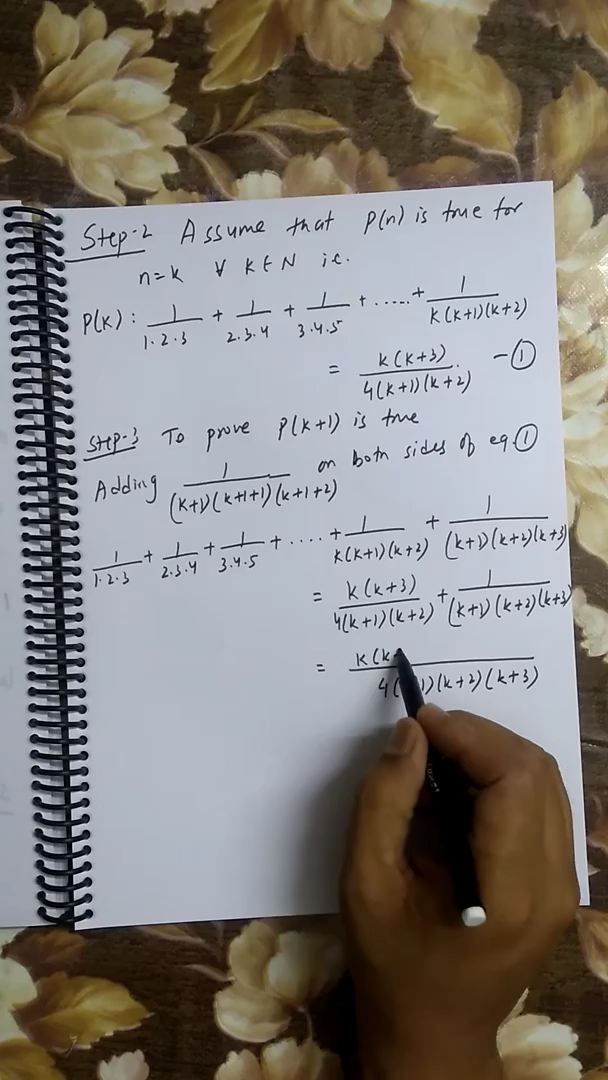 Step-2 Assume that P(n) is true for
n=k ∀ K∈N i.e.
P(k): 1/1.2.3 + 1/2.3.4 + 1/3.4.5 + ..... + 1/K(K+1)(K+2)
= K(K+3)/4(K+1)(K+2) - ①
Step-3 To prove P(K+1) is true
Adding 1/(K+1)(K+1+1)(K+1+2) on both sides of eq.①
1/1.2.3 + 1/2.3.4 + 1/3.4.5 + .... + 1/K(K+1)(K+2) + 1/(K+1)(K+2)(K+3)
= K(K+3)/4(K+1)(K+2) + 1/(K+1)(K+2)(K+3)
= K(K /4( 1)(K+2)(K+3)